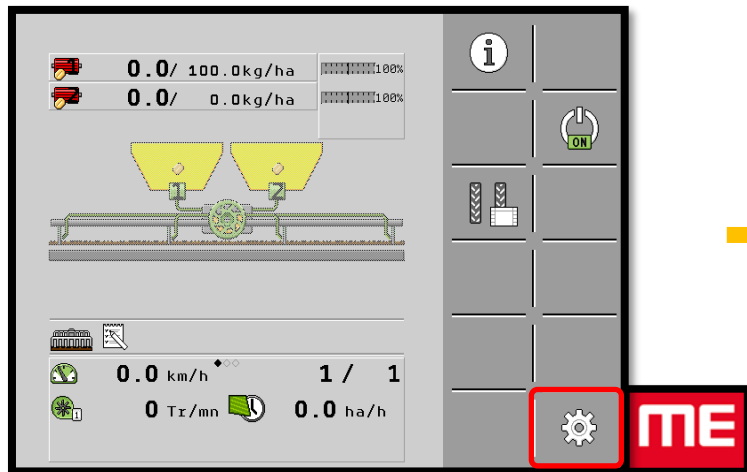 0.0/ 100.0kg/ha 100%
0.0/ 0.0kg/ha 100%
ON
1 2
0.0 km/h 1/ 1
1 0 Tr/mn 0.0 ha/h
ME